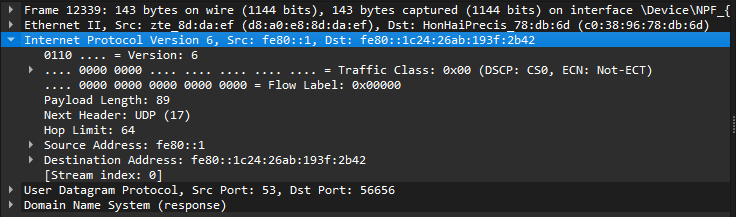 Frame 12339: 143 bytes on wire (1144 bits), 143 bytes captured (1144 bits) on interface \Device\NPF_{
Ethernet II, Src: zte_8d:da:ef (d8:a0:e8:8d:da:ef), Dst: HonHaiPrecis_78:db:6d (c0:38:96:78:db:6d)
Internet Protocol Version 6, Src: fe80::1, Dst: fe80::1c24:26ab:193f:2b42
0110 .... = Version: 6
.... 0000 0000 .... .... .... .... .... = Traffic Class: 0x00 (DSCP: CS0, ECN: Not-ECT)
.... 0000 0000 0000 0000 0000 = Flow Label: 0x00000
Payload Length: 89
Next Header: UDP (17)
Hop Limit: 64
Source Address: fe80::1
Destination Address: fe80::1c24:26ab:193f:2b42
[Stream index: 0]
User Datagram Protocol, Src Port: 53, Dst Port: 56656
Domain Name System (response)